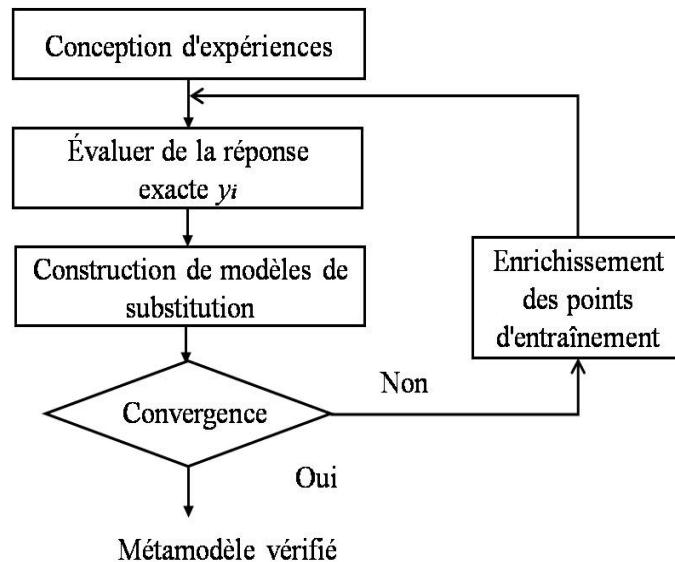 Conception d'expériences
Évaluer de la réponse
exacte yi
Construction de modèles de
substitution
Enrichissement
des points
d'entraînement
Convergence
Non
Oui
Métamodèle vérifié